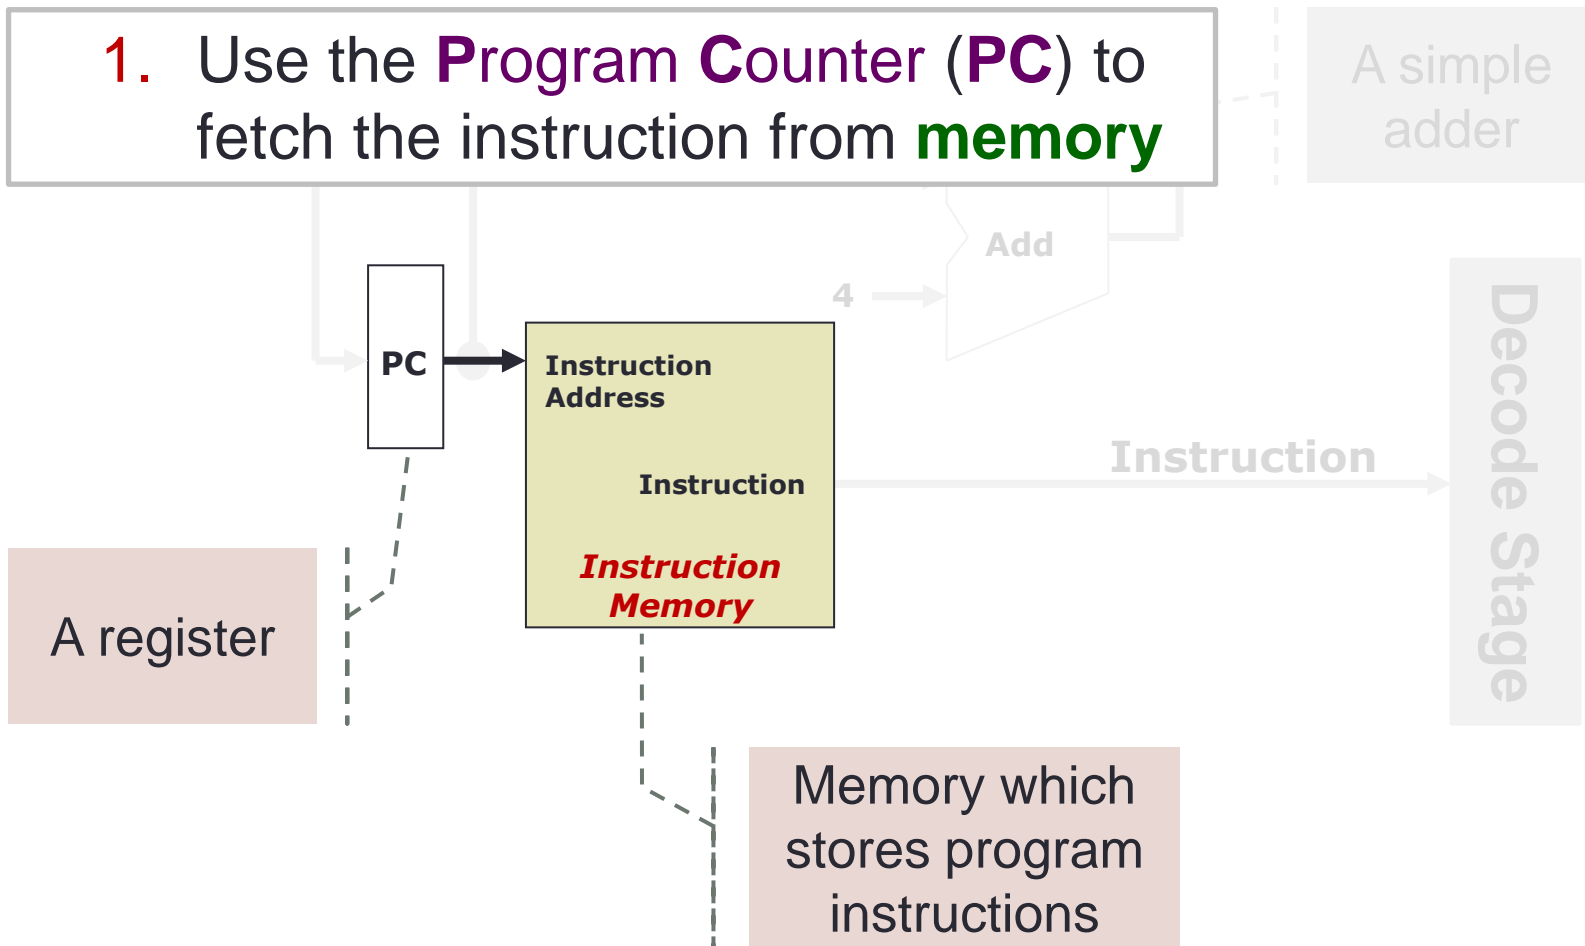 1. Use the Program Counter (PC) to
fetch the instruction from memory
A simple
adder
Add
4
PC
Instruction
Address
Instruction
Instruction
Memory
Instruction
Decode Stage
A register
Memory which
stores program
instructions